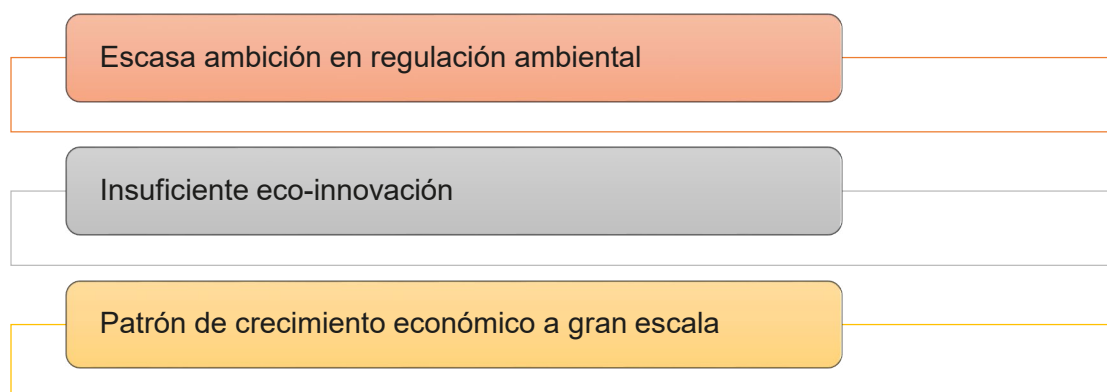 Escasa ambición en regulación ambiental
Insuficiente eco-innovación
Patrón de crecimiento económico a gran escala